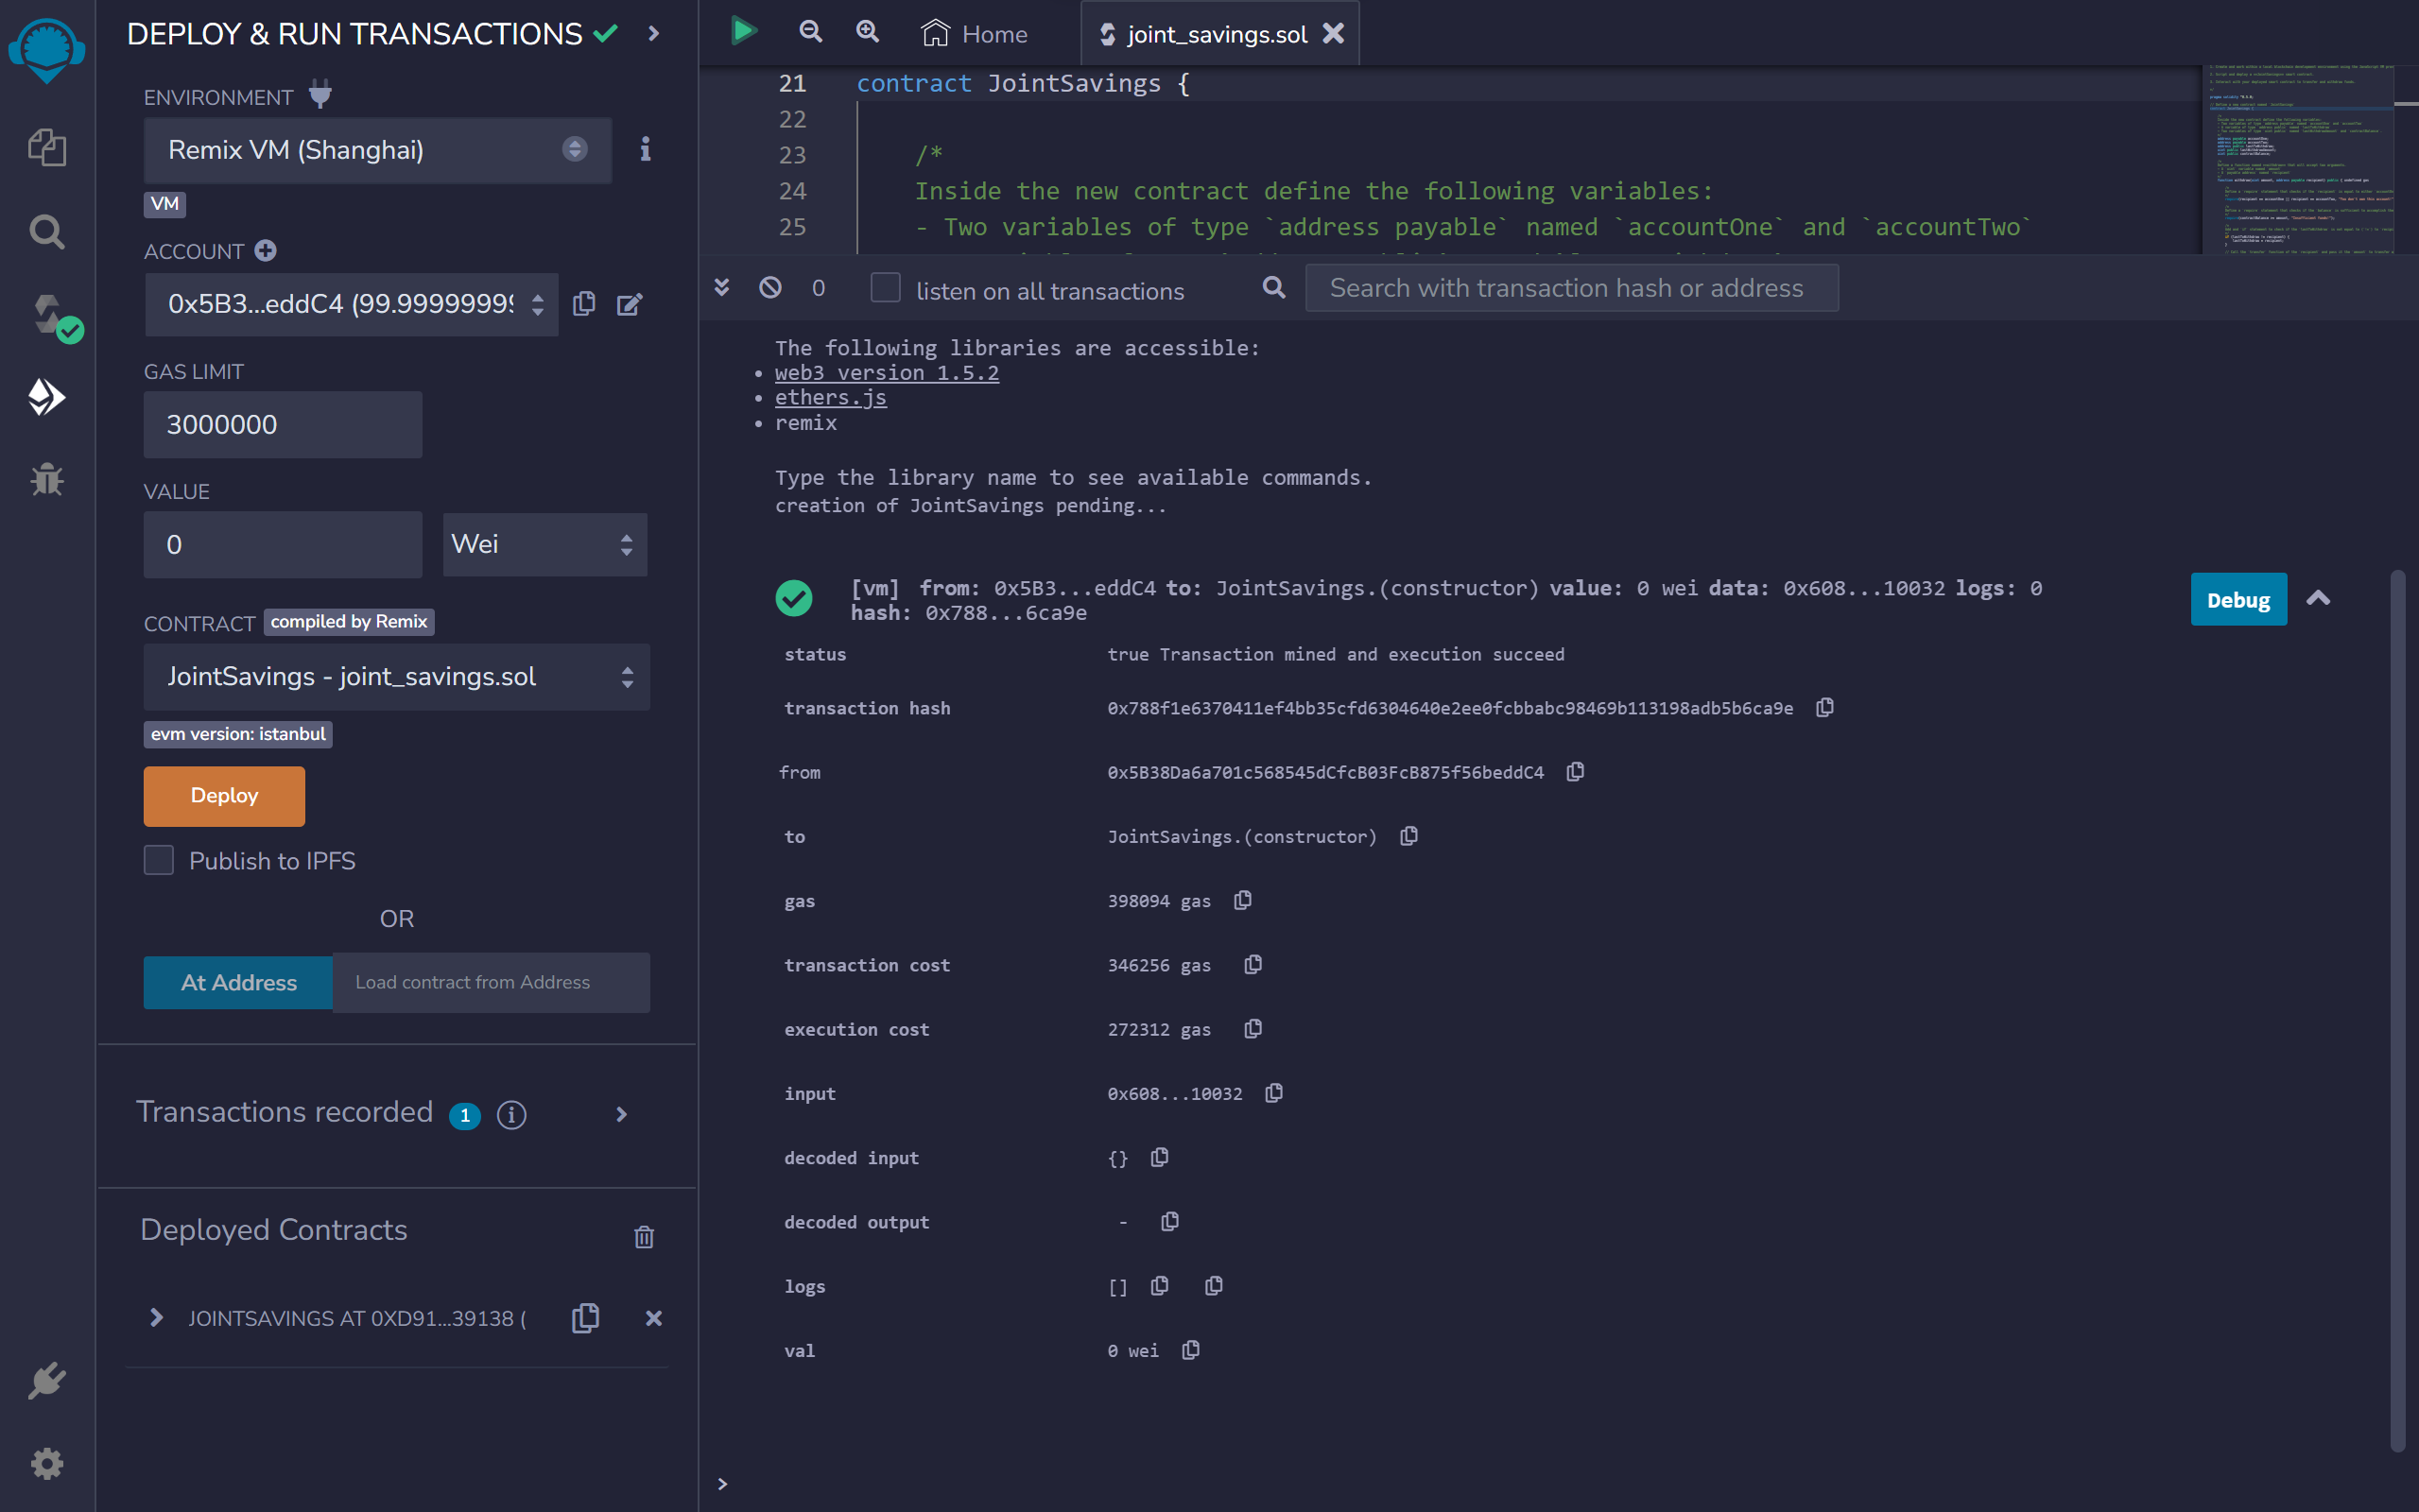 DEPLOY & RUN TRANSACTIONS
ENVIRONMENT
Remix VM (Shanghai)
VM
ACCOUNT
0x5B3...eddC4 (99.9999999
GAS LIMIT
3000000
VALUE
0
Wei
CONTRACT compiled by Remix
JointSavings - joint_savings.sol
evm version: istanbul
Deploy
Publish to IPFS
OR
At Address
Load contract from Address
Transactions recorded 1
Deployed Contracts
JOINTSAVINGS AT 0XD91...39138 (
Home
joint_savings.sol
21 contract JointSavings {
22
23 /*
24 Inside the new contract define the following variables:
25 - Two variables of type `address payable` named `accountOne` and `accountTwo`
0
listen on all transactions
Search with transaction hash or address
The following libraries are accessible:
• web3 version 1.5.2
• ethers.js
• remix
Type the library name to see available commands.
creation of JointSavings pending...
[vm] from: 0x5B3...eddC4 to: JointSavings.(constructor) value: 0 wei data: 0x608...10032 logs: 0
hash: 0x788...6ca9e
Debug
status true Transaction mined and execution succeed
transaction hash 0x788f1e6370411ef4bb35cfd6304640e2ee0fcbbabc98469b113198adb5b6ca9e
from 0x5B38Da6a701c568545dCfcB03FcB875f56beddC4
to JointSavings.(constructor)
gas 398094 gas
transaction cost 346256 gas
execution cost 272312 gas
input 0x608...10032
decoded input {}
decoded output -
logs []
val 0 wei
>